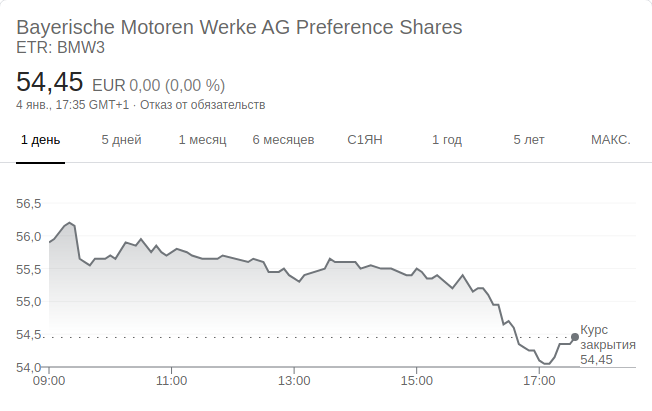 Bayerische Motoren Werke AG Preference Shares
ETR: BMW3
54,45 EUR 0,00 (0,00 %)
4 янв., 17:35 GMT+1 · Отказ от обязательств
1 день 5 дней 1 месяц 6 месяцев С1ЯН 1 год 5 лет МАКС.
56,5
56,0
55,5
55,0
54,5
54,0
Курс
закрытия
54,45
09:00 11:00 13:00 15:00 17:00